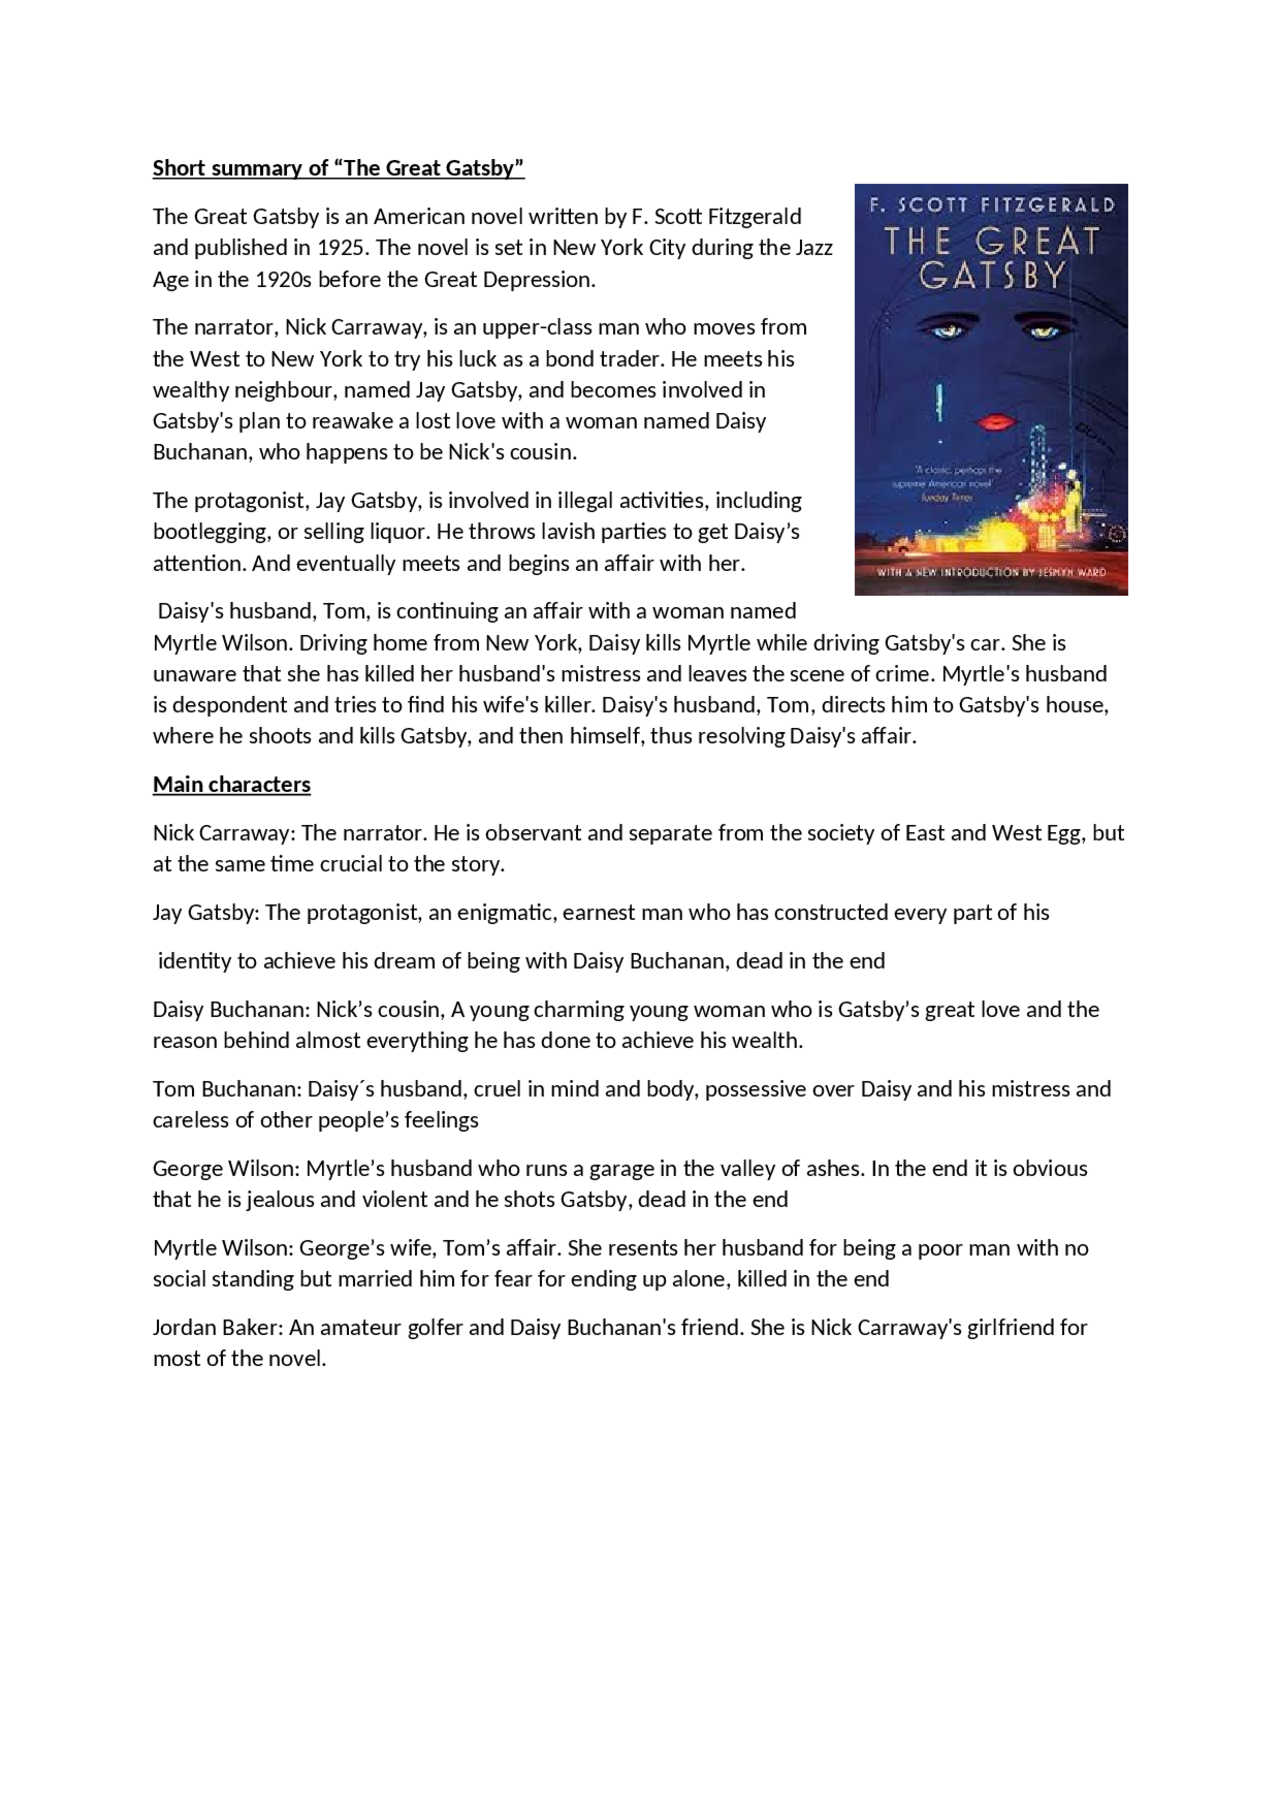 Short summary of “The Great Gatsby”
The Great Gatsby is an American novel written by F. Scott Fitzgerald
and published in 1925. The novel is set in New York City during the Jazz
Age in the 1920s before the Great Depression.
The narrator, Nick Carraway, is an upper-class man who moves from
the West to New York to try his luck as a bond trader. He meets his
wealthy neighbour, named Jay Gatsby, and becomes involved in
Gatsby's plan to reawake a lost love with a woman named Daisy
Buchanan, who happens to be Nick's cousin.
The protagonist, Jay Gatsby, is involved in illegal activities, including
bootlegging, or selling liquor. He throws lavish parties to get Daisy’s
attention. And eventually meets and begins an affair with her.
F. SCOTT FITZGERALD
THE GREAT
GATSBY
'A classic, perhaps the
supreme American novel'
Sunday Times
WITH A NEW INTRODUCTION BY JESMYN WARD
Daisy's husband, Tom, is continuing an affair with a woman named
Myrtle Wilson. Driving home from New York, Daisy kills Myrtle while driving Gatsby's car. She is
unaware that she has killed her husband's mistress and leaves the scene of crime. Myrtle's husband
is despondent and tries to find his wife's killer. Daisy's husband, Tom, directs him to Gatsby's house,
where he shoots and kills Gatsby, and then himself, thus resolving Daisy's affair.
Main characters
Nick Carraway: The narrator. He is observant and separate from the society of East and West Egg, but
at the same time crucial to the story.
Jay Gatsby: The protagonist, an enigmatic, earnest man who has constructed every part of his
identity to achieve his dream of being with Daisy Buchanan, dead in the end
Daisy Buchanan: Nick’s cousin, A young charming young woman who is Gatsby’s great love and the
reason behind almost everything he has done to achieve his wealth.
Tom Buchanan: Daisy´s husband, cruel in mind and body, possessive over Daisy and his mistress and
careless of other people’s feelings
George Wilson: Myrtle’s husband who runs a garage in the valley of ashes. In the end it is obvious
that he is jealous and violent and he shots Gatsby, dead in the end
Myrtle Wilson: George’s wife, Tom’s affair. She resents her husband for being a poor man with no
social standing but married him for fear for ending up alone, killed in the end
Jordan Baker: An amateur golfer and Daisy Buchanan's friend. She is Nick Carraway's girlfriend for
most of the novel.